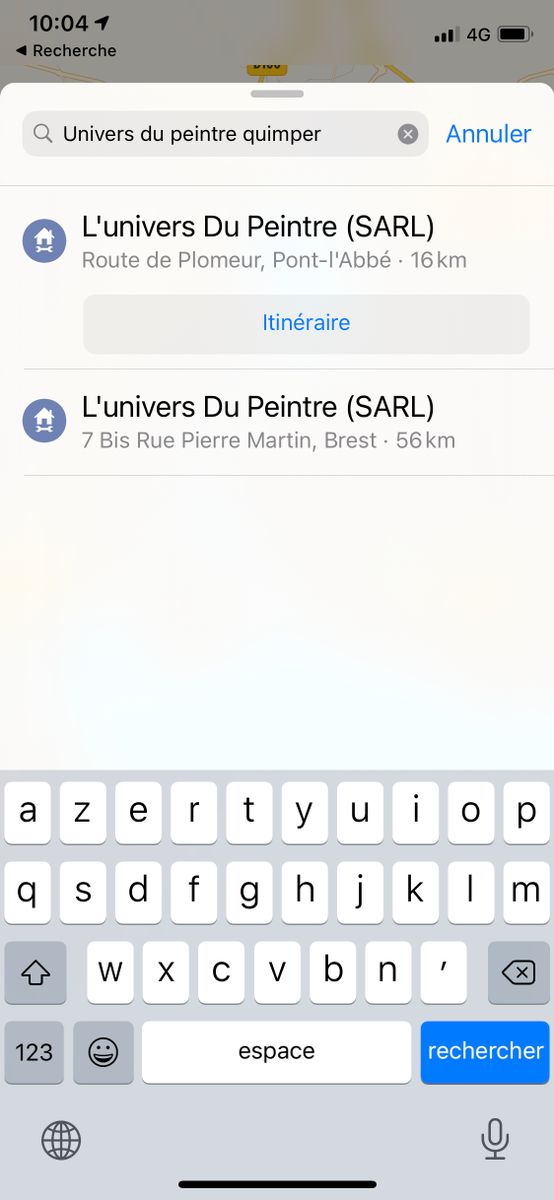 10:04
4G
◀ Recherche
Univers du peintre quimper
Annuler
L'univers Du Peintre (SARL)
Route de Plomeur, Pont-l'Abbé · 16 km
Itinéraire
L'univers Du Peintre (SARL)
7 Bis Rue Pierre Martin, Brest · 56 km
a z e r t y u i o p
q s d f g h j k l m
w x c v b n ′
123 espace rechercher